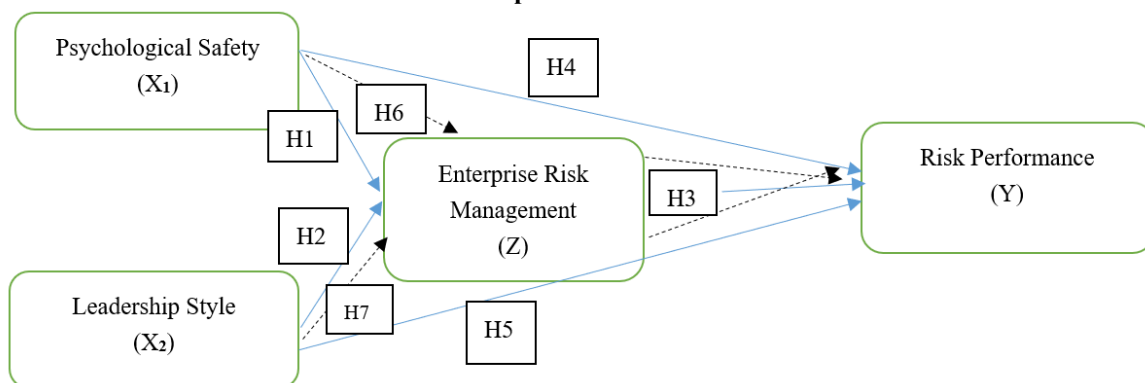 Psychological Safety
(X₁)
H4
H6
H1
Enterprise Risk
Management
(Z)
H3
Risk Performance
(Y)
H2
H7
Leadership Style
(X₂)
H5